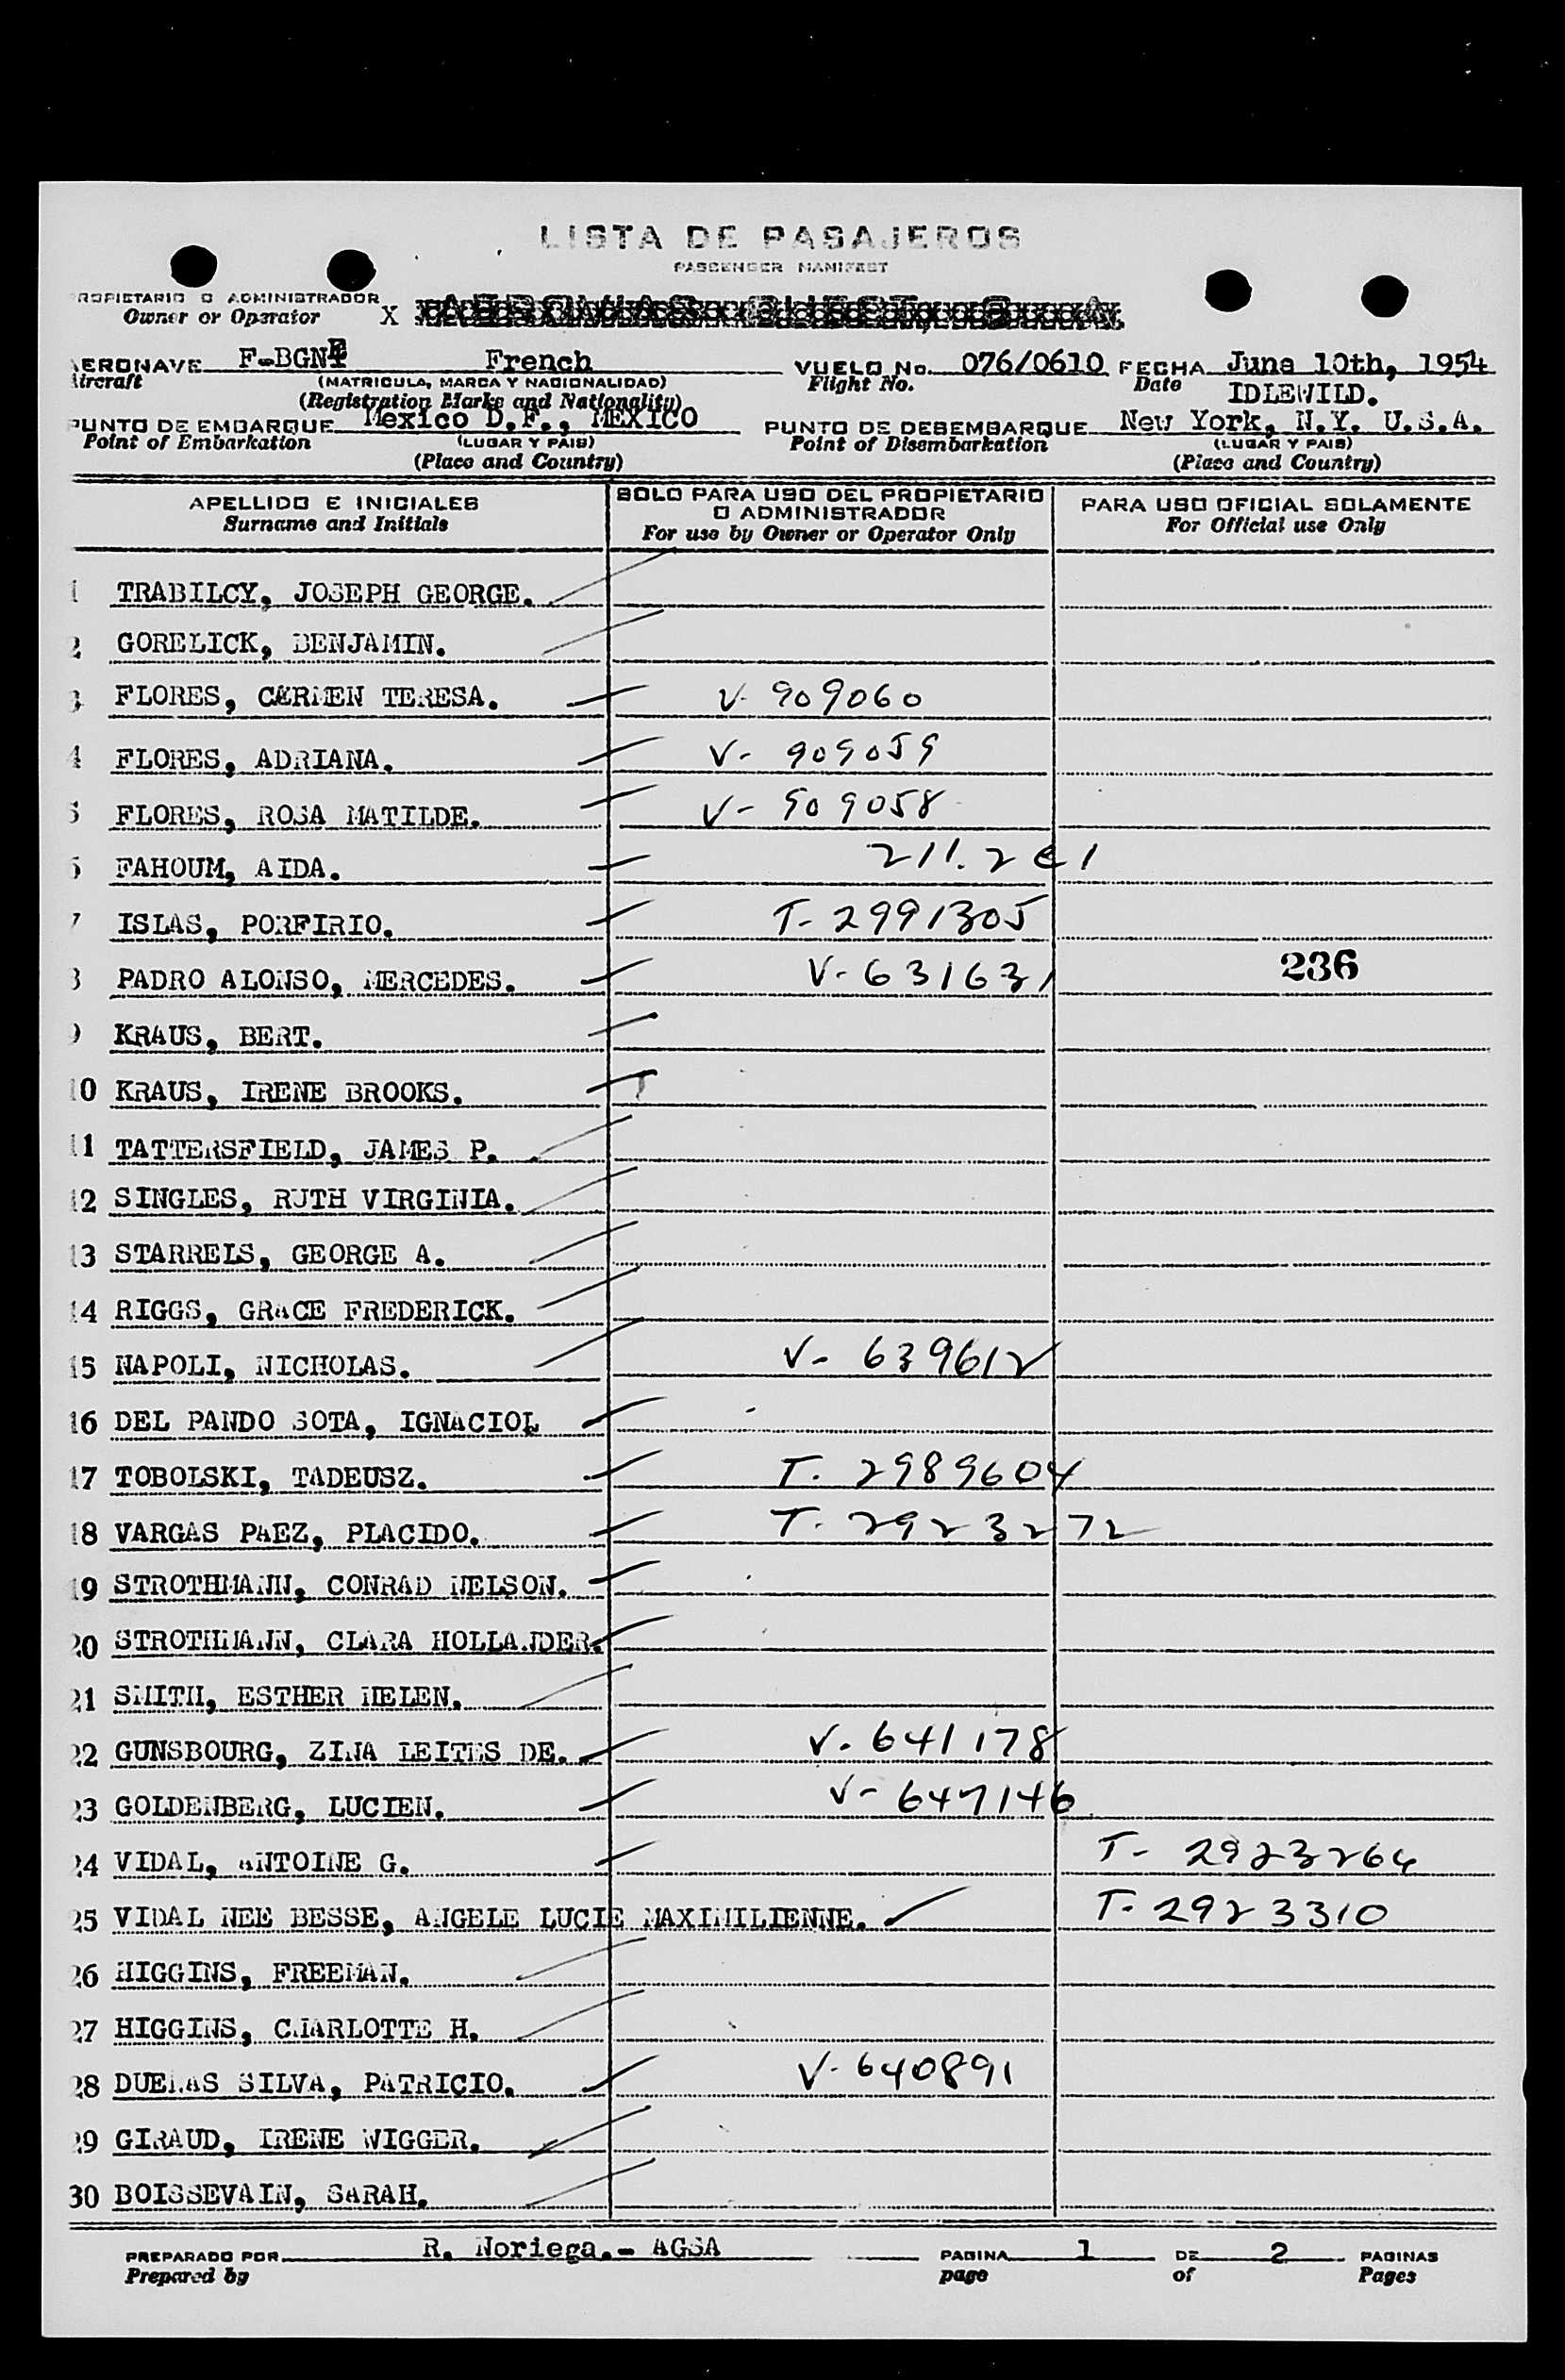 LISTA DE PASAJEROS
PASSENGER MANIFEST
ROPIETARIO O ADMINISTRADOR
Owner or Operator X
AERONAVE F-BGNE French VUELO No. 076/0610 FECHA June 10th, 1954
Aircraft (MATRICULA, MARCA Y NACIONALIDAD) Flight No. Date IDLEWILD.
(Registration Marks and Nationality)
PUNTO DE EMBARQUE Mexico D.F., MEXICO PUNTO DE DESEMBARQUE New York, N.Y. U.S.A.
Point of Embarkation (LUGAR Y PAIS) Point of Disembarkation (LUGAR Y PAIS)
(Place and Country) (Place and Country)
APELLIDO E INICIALES SOLO PARA USO DEL PROPIETARIO O ADMINISTRADOR PARA USO OFICIAL SOLAMENTE
Surname and Initials For use by Owner or Operator Only For Official use Only
1 TRABILCY, JOSEPH GEORGE.
2 GORELICK, BENJAMIN.
3 FLORES, CARMEN TERESA. V- 909060
4 FLORES, ADRIANA. V- 909059
5 FLORES, ROSA MATILDE. V- 909058
6 FAHOUM, AIDA.
7 ISLAS, PORFIRIO. T- 2991305
8 PADRO ALONSO, MERCEDES. V- 631631 236
9 KRAUS, BERT.
10 KRAUS, IRENE BROOKS.
11 TATTERSFIELD, JAMES P.
12 SINGLES, RUTH VIRGINIA.
13 STARRELS, GEORGE A.
14 RIGGS, GRACE FREDERICK.
15 NAPOLI, NICHOLAS. V- 639612
16 DEL PANDO SOTA, IGNACIO
17 TOBOLSKI, TADEUSZ. T. 2989604
18 VARGAS PAEZ, PLACIDO. T. 2923272
19 STROTHMANN, CONRAD NELSON.
20 STROTHMANN, CLARA HOLLANDER.
21 SMITH, ESTHER HELEN.
22 GUNSBOURG, ZINA LEITES DE. V. 641178
23 GOLDENBERG, LUCIEN. V- 647146
24 VIDAL, ANTOINE G. T- 2923264
25 VIDAL NEE BESSE, ANGELE LUCIE MAXIMILIENNE. T- 2923310
26 HIGGINS, FREEMAN.
27 HIGGINS, CHARLOTTE H.
28 DUEÑAS SILVA, PATRICIO. V- 640891
29 GIRAUD, IRENE WIGGER.
30 BOISSEVAIN, SARAH.
PREPARADO POR R. Noriega.- AGSA PAGINA 1 DE 2 PAGINAS
Prepared by page of Pages